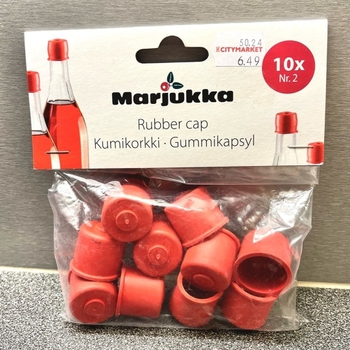 50.24
CITYMARKET
6.49
10x
Nr. 2
Marjukka
Rubber cap
Kumikorkki · Gummikapsyl